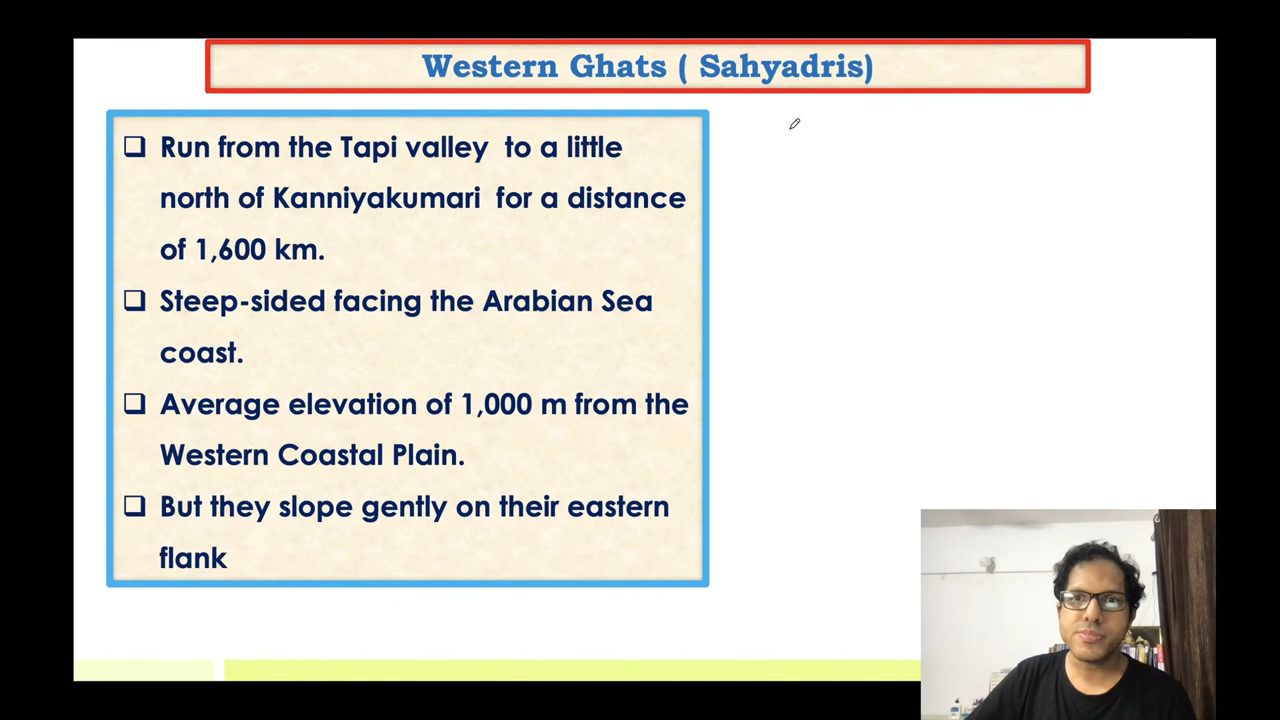 Western Ghats ( Sahyadris)
Run from the Tapi valley to a little
north of Kanniyakumari for a distance
of 1,600 km.
Steep-sided facing the Arabian Sea
coast.
Average elevation of 1,000 m from the
Western Coastal Plain.
But they slope gently on their eastern
flank